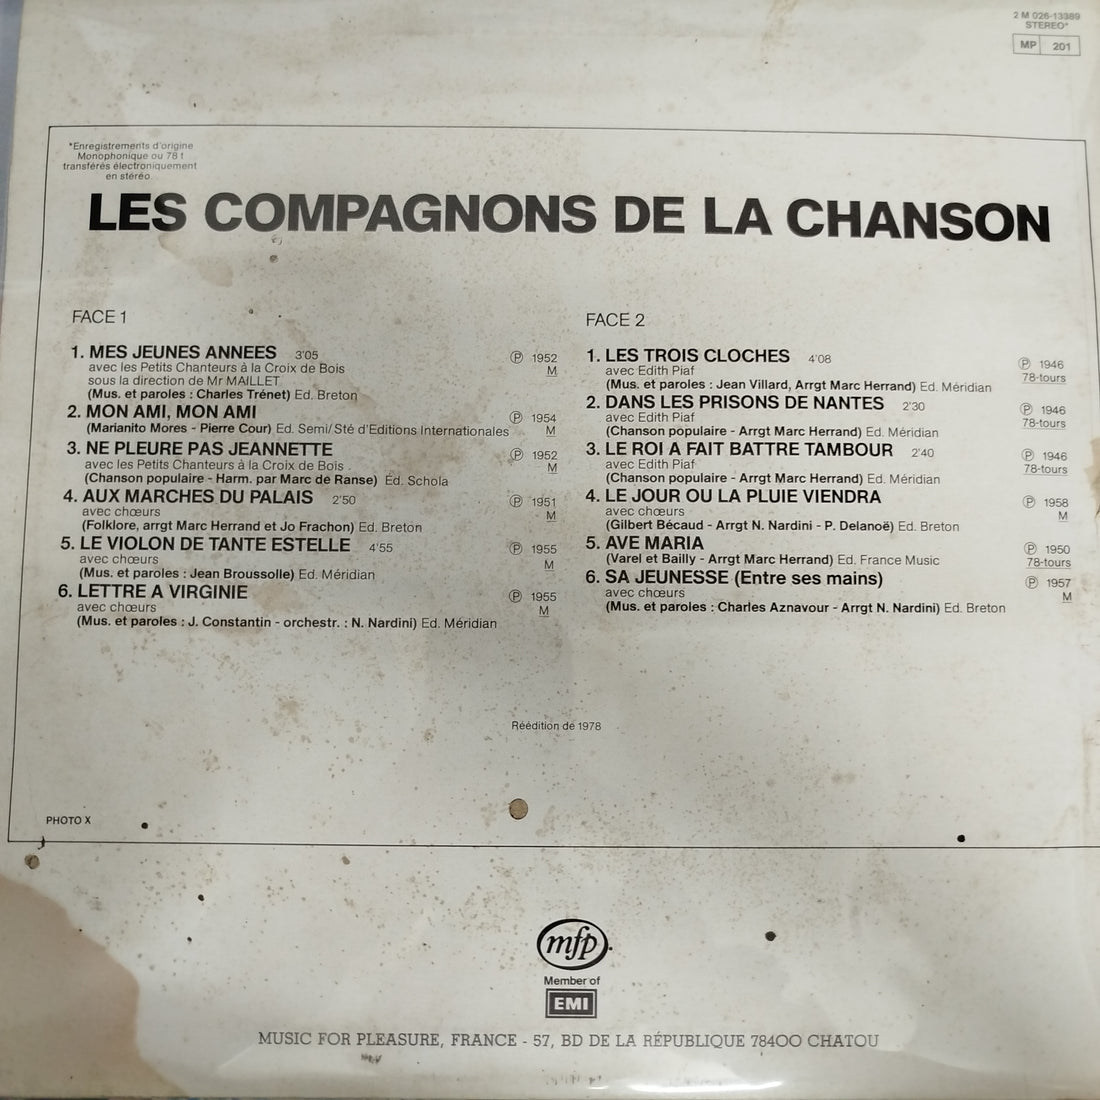 2 M 026-13389
STEREO*
MP 201
*Enregistrements d'origine
Monophonique ou 78 t
transférés électroniquement
en stéréo.
LES COMPAGNONS DE LA CHANSON
FACE 1
1. MES JEUNES ANNEES 3'05 Ⓟ 1952
avec les Petits Chanteurs à la Croix de Bois M
sous la direction de Mr MAILLET
(Mus. et paroles : Charles Trénet) Ed. Breton
2. MON AMI, MON AMI Ⓟ 1954
(Marianito Mores - Pierre Cour) Ed. Semi/Sté d'Editions Internationales M
3. NE PLEURE PAS JEANNETTE Ⓟ 1952
avec les Petits Chanteurs à la Croix de Bois M
(Chanson populaire - Harm. par Marc de Ranse) Ed. Schola
4. AUX MARCHES DU PALAIS 2'50 Ⓟ 1951
avec chœurs M
(Folklore, arrgt Marc Herrand et Jo Frachon) Ed. Breton
5. LE VIOLON DE TANTE ESTELLE 4'55 Ⓟ 1955
avec chœurs M
(Mus. et paroles : Jean Broussolle) Ed. Méridian
6. LETTRE A VIRGINIE Ⓟ 1955
avec chœurs M
(Mus. et paroles : J. Constantin - orchestr. : N. Nardini) Ed. Méridian
FACE 2
1. LES TROIS CLOCHES 4'08 Ⓟ 1946
avec Edith Piaf 78-tours
(Mus. et paroles : Jean Villard, Arrgt Marc Herrand) Ed. Méridian
2. DANS LES PRISONS DE NANTES 2'30 Ⓟ 1946
avec Edith Piaf 78-tours
(Chanson populaire - Arrgt Marc Herrand) Ed. Méridian
3. LE ROI A FAIT BATTRE TAMBOUR 2'40 Ⓟ 1946
avec Edith Piaf 78-tours
(Chanson populaire - Arrgt Marc Herrand) Ed. Méridian
4. LE JOUR OU LA PLUIE VIENDRA Ⓟ 1958
avec chœurs M
(Gilbert Bécaud - Arrgt N. Nardini - P. Delanoë) Ed. Breton
5. AVE MARIA Ⓟ 1950
(Varel et Bailly - Arrgt Marc Herrand) Ed. France Music 78-tours
6. SA JEUNESSE (Entre ses mains) Ⓟ 1957
avec chœurs M
(Mus. et paroles : Charles Aznavour - Arrgt N. Nardini) Ed. Breton
Réédition de 1978
PHOTO X
mfp
Member of
EMI
MUSIC FOR PLEASURE, FRANCE - 57, BD DE LA RÉPUBLIQUE 78400 CHATOU